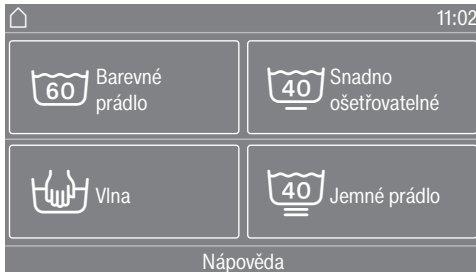 11:02
60
Barevné
prádlo
40
Snadno
ošetřovatelné
Vlna
40
Jemné prádlo
Nápověda